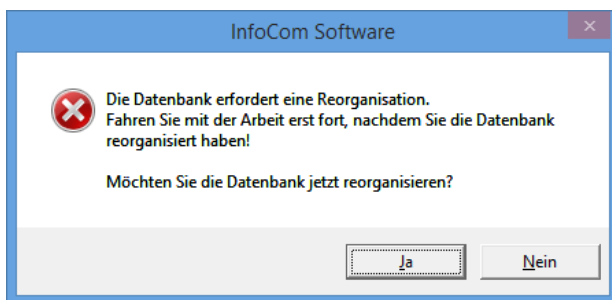 InfoCom Software
Die Datenbank erfordert eine Reorganisation.
Fahren Sie mit der Arbeit erst fort, nachdem Sie die Datenbank
reorganisiert haben!
Möchten Sie die Datenbank jetzt reorganisieren?
Ja
Nein